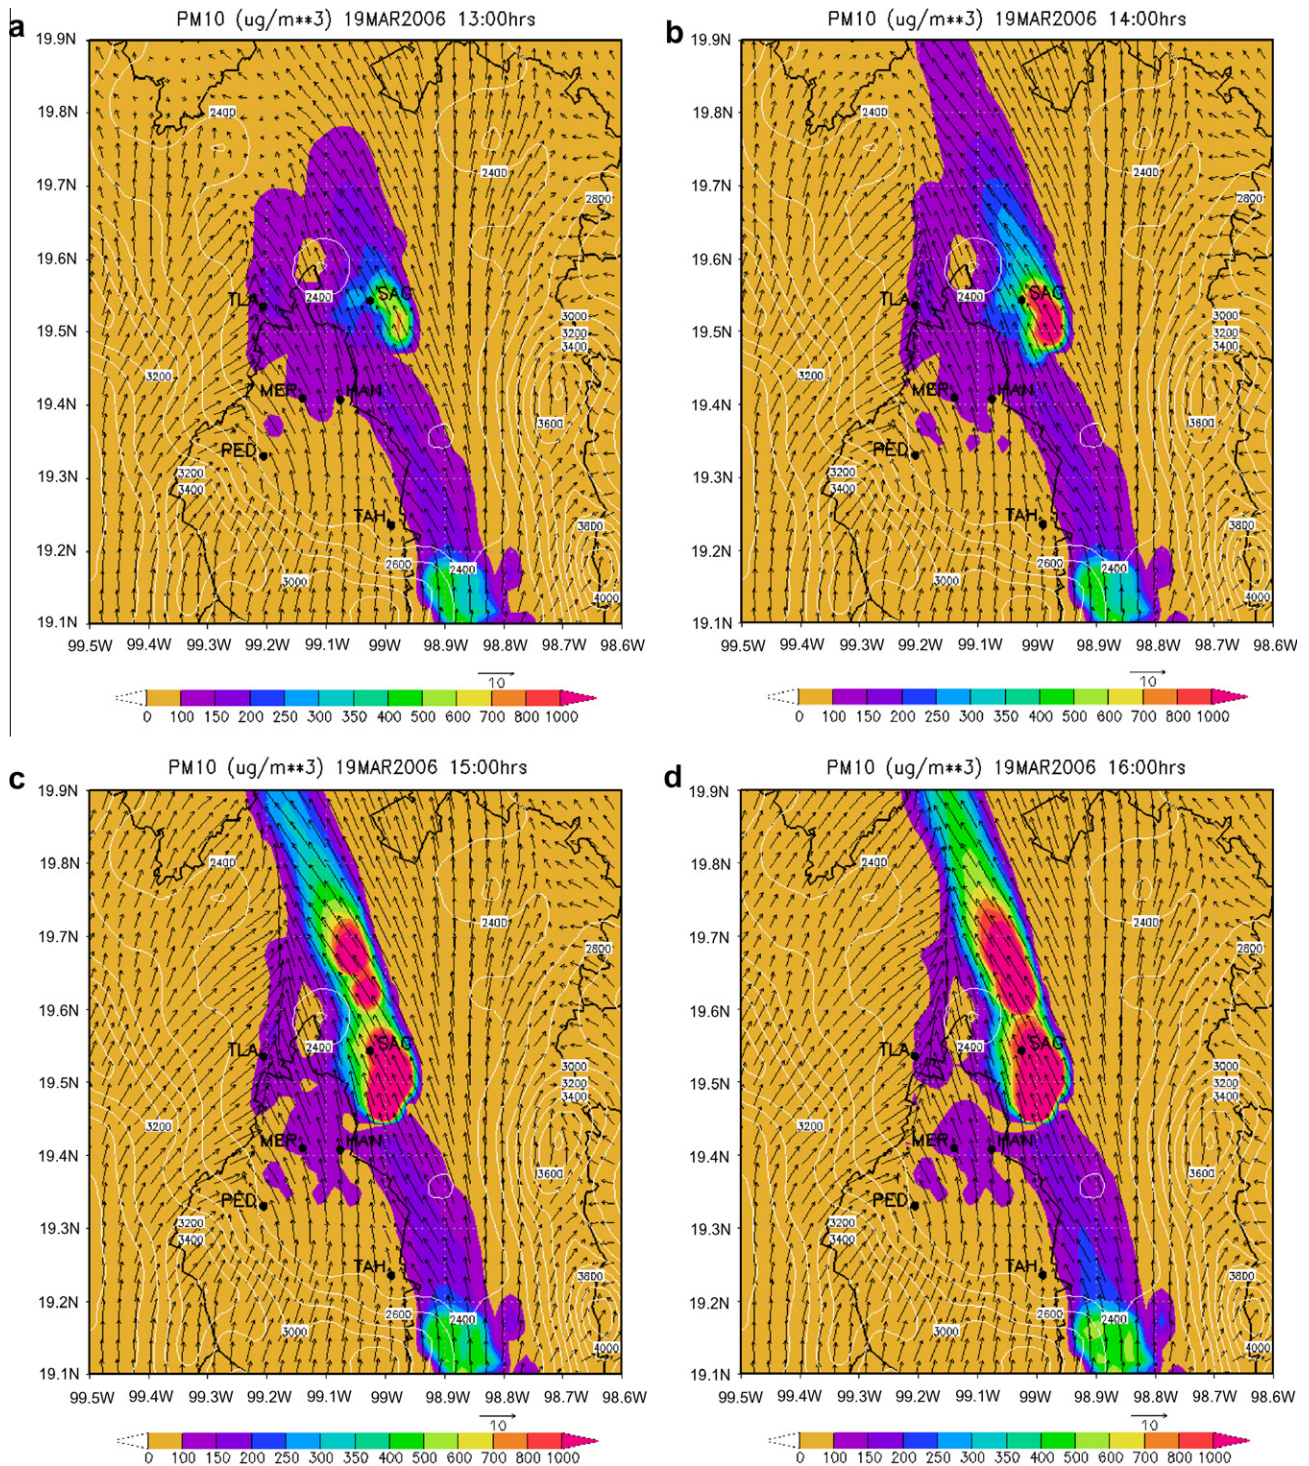 a
PM10 (ug/m**3) 19MAR2006 13:00hrs
19.9N
19.8N
19.7N
19.6N
19.5N
19.4N
19.3N
19.2N
19.1N
2400
2400
2800
TLA
2400
SAG
3000
3200
3400
3200
MER
HAN
3600
PED
3200
3400
TAH
3800
2600
2400
3000
4000
99.5W 99.4W 99.3W 99.2W 99.1W 99W 98.9W 98.8W 98.7W 98.6W
10
0 100 150 200 250 300 350 400 500 600 700 800 1000
b
PM10 (ug/m**3) 19MAR2006 14:00hrs
19.9N
19.8N
19.7N
19.6N
19.5N
19.4N
19.3N
19.2N
19.1N
2400
2400
2800
TLA
2400
SAG
3000
3200
3400
3200
MER
HAN
3600
PED
3200
3400
TAH
3800
2600
2400
3000
4000
99.5W 99.4W 99.3W 99.2W 99.1W 99W 98.9W 98.8W 98.7W 98.6W
10
0 100 150 200 250 300 350 400 500 600 700 800 1000
c
PM10 (ug/m**3) 19MAR2006 15:00hrs
19.9N
19.8N
19.7N
19.6N
19.5N
19.4N
19.3N
19.2N
19.1N
2400
2400
2800
TLA
2400
SAG
3000
3200
3400
3200
MER
HAN
3600
PED
3200
3400
TAH
3800
2600
2400
3000
4000
99.5W 99.4W 99.3W 99.2W 99.1W 99W 98.9W 98.8W 98.7W 98.6W
10
0 100 150 200 250 300 350 400 500 600 700 800 1000
d
PM10 (ug/m**3) 19MAR2006 16:00hrs
19.9N
19.8N
19.7N
19.6N
19.5N
19.4N
19.3N
19.2N
19.1N
2400
2400
2800
TLA
2400
SAG
3000
3200
3400
3200
MER
HAN
3600
PED
3200
3400
TAH
3800
2600
2400
3000
4000
99.5W 99.4W 99.3W 99.2W 99.1W 99W 98.9W 98.8W 98.7W 98.6W
10
0 100 150 200 250 300 350 400 500 600 700 800 1000